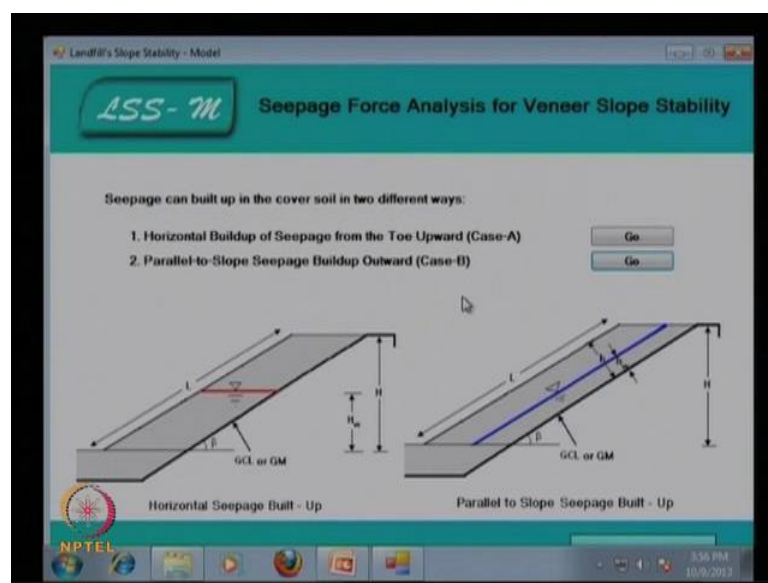 Landfill's Slope Stability - Model
LSS-M
Seepage Force Analysis for Veneer Slope Stability
Seepage can built up in the cover soil in two different ways:
1. Horizontal Buildup of Seepage from the Toe Upward (Case-A)
Go
2. Parallel-to-Slope Seepage Buildup Outward (Case-B)
Go
L
H
Hw
β
GCL or GM
L
h
H
β
GCL or GM
Horizontal Seepage Built - Up
Parallel to Slope Seepage Built - Up
NPTEL
3:56 PM
10/9/2013